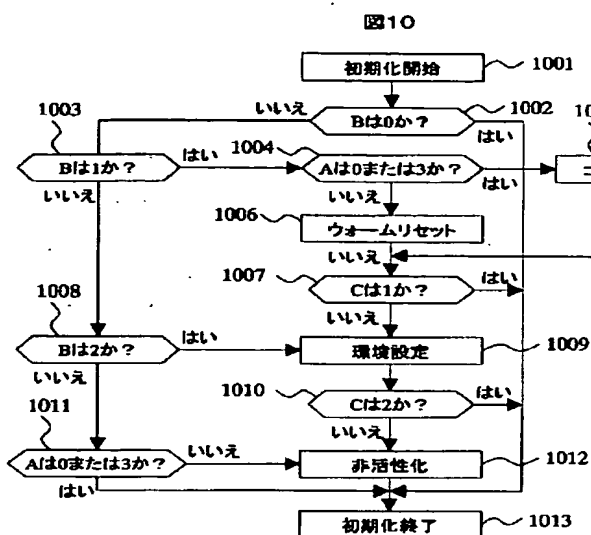 図10
初期化開始
1001
いいえ
1002
1003
Bは0か？
はい
1004
Bは1か？
はい
Aは0または3か？
はい
いいえ
いいえ
1006
ウォームリセット
いいえ
1007
Cは1か？
はい
1008
いいえ
Bは2か？
はい
環境設定
1009
いいえ
1010
Cは2か？
はい
1011
いいえ
いいえ
Aは0または3か？
非活性化
1012
はい
初期化終了
1013